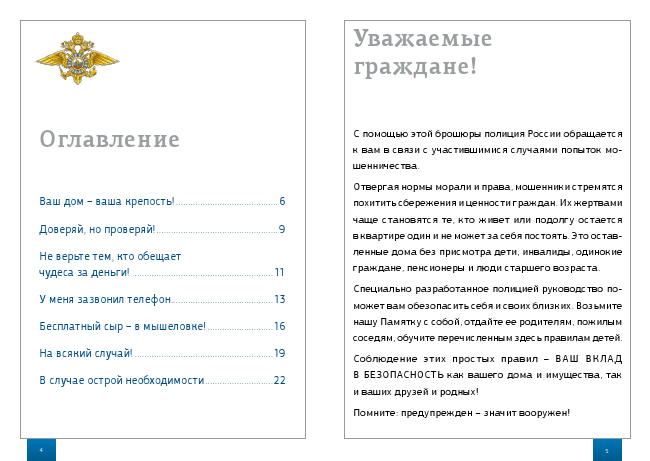 Оглавление
Ваш дом – ваша крепость! 6
Доверяй, но проверяй! 9
Не верьте тем, кто обещает
чудеса за деньги! 11
У меня зазвонил телефон 13
Бесплатный сыр – в мышеловке! 16
На всякий случай! 19
В случае острой необходимости 22
4
Уважаемые
граждане!
С помощью этой брошюры полиция России обращается
к вам в связи с участившимися случаями попыток мо-
шенничества.
Отвергая нормы морали и права, мошенники стремятся
похитить сбережения и ценности граждан. Их жертвами
чаще становятся те, кто живет или подолгу остается
в квартире один и не может за себя постоять. Это остав-
ленные дома без присмотра дети, инвалиды, одинокие
граждане, пенсионеры и люди старшего возраста.
Специально разработанное полицией руководство по-
может вам обезопасить себя и своих близких. Возьмите
нашу Памятку с собой, отдайте ее родителям, пожилым
соседям, обучите перечисленным здесь правилам детей.
Соблюдение этих простых правил – ВАШ ВКЛАД
В БЕЗОПАСНОСТЬ как вашего дома и имущества, так
и ваших друзей и родных!
Помните: предупрежден – значит вооружен!
5